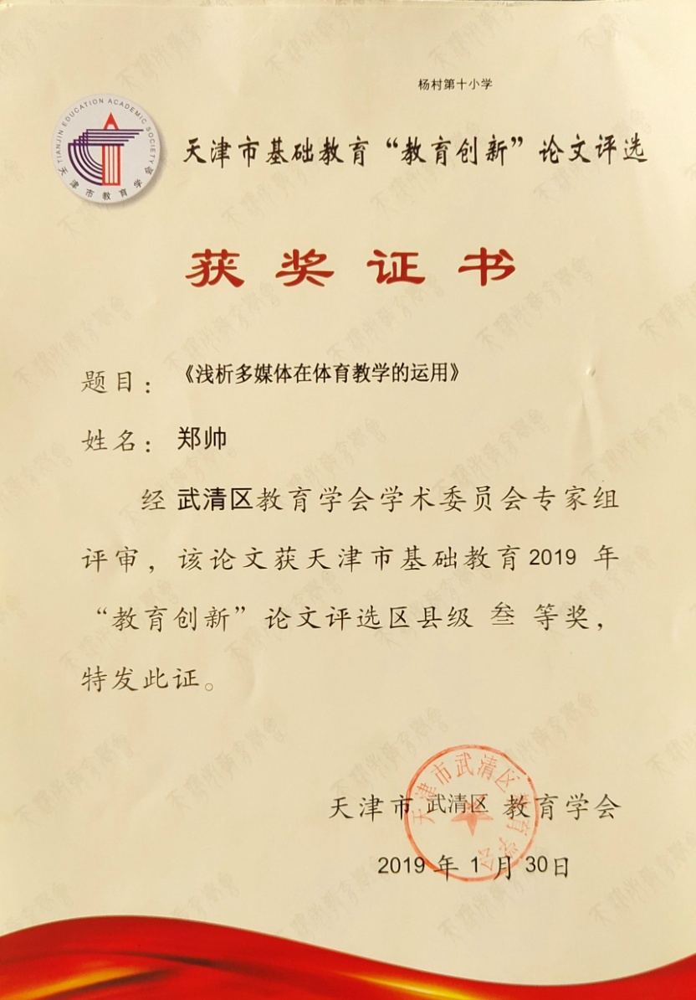 杨村第十小学
TIANJIN EDUCATION ACADEMIC SOCIETY
天津市教育学会
天津市基础教育“教育创新”论文评选
获奖证书
题目：《浅析多媒体在体育教学的运用》
姓名：郑帅
经武清区教育学会学术委员会专家组
评审，该论文获天津市基础教育2019 年
“教育创新”论文评选区县级 叁 等奖，
特发此证。
天津市武清区教育学会
天津市 武清区 教育学会
2019 年 1 月 30日